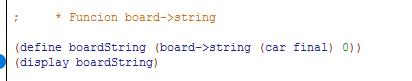 ;     * Funcion board->string
(define boardString (board->string (car final) 0))
(display boardString)